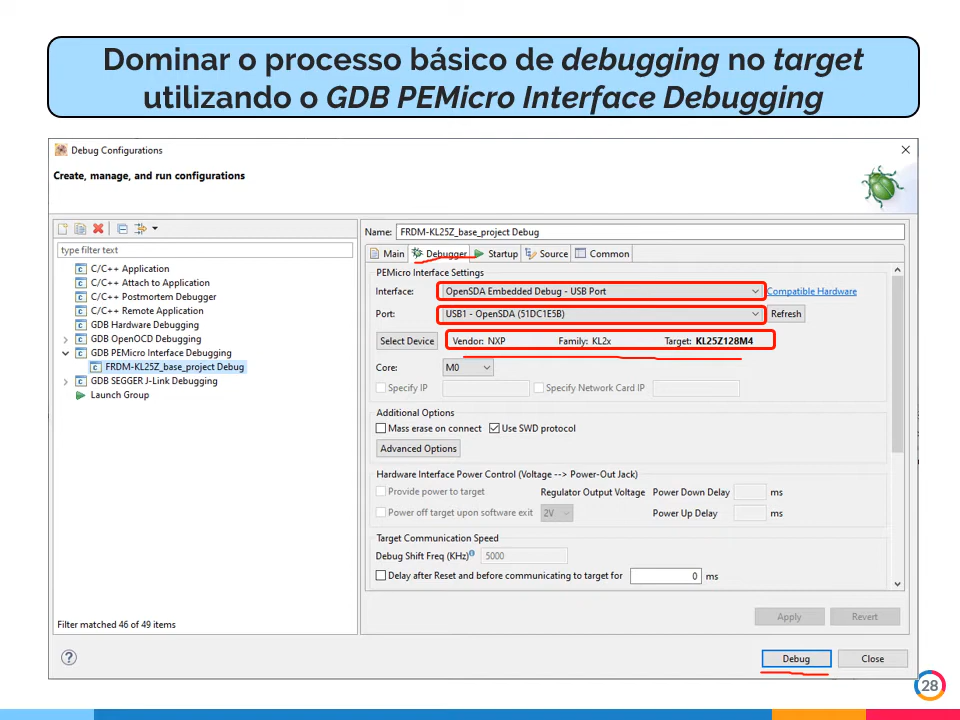 Dominar o processo básico de debugging no target
utilizando o GDB PEMicro Interface Debugging
Debug Configurations
Create, manage, and run configurations
type filter text
C/C++ Application
C/C++ Attach to Application
C/C++ Postmortem Debugger
C/C++ Remote Application
GDB Hardware Debugging
GDB OpenOCD Debugging
GDB PEMicro Interface Debugging
FRDM-KL25Z_base_project Debug
GDB SEGGER J-Link Debugging
Launch Group
Filter matched 46 of 49 items
Name: FRDM-KL25Z_base_project Debug
Main Debugger Startup Source Common
PEMicro Interface Settings
Interface: OpenSDA Embedded Debug - USB Port Compatible Hardware
Port: USB1 - OpenSDA (51DC1E5B) Refresh
Select Device Vendor: NXP Family: KL2x Target: KL25Z128M4
Core: M0
Specify IP Specify Network Card IP
Additional Options
Mass erase on connect Use SWD protocol
Advanced Options
Hardware Interface Power Control (Voltage --> Power-Out Jack)
Provide power to target Regulator Output Voltage Power Down Delay ms
Power off target upon software exit 2V Power Up Delay ms
Target Communication Speed
Debug Shift Freq (KHz) 5000
Delay after Reset and before communicating to target for 0 ms
Apply Revert
Debug Close
28